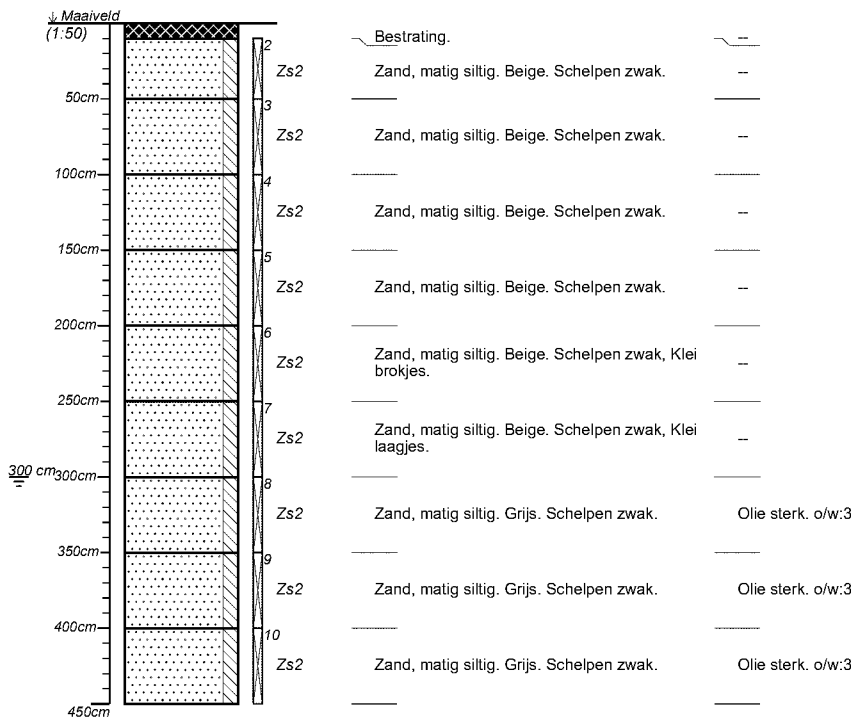 Maaiveld
(1:50)
Bestrating. --
2
Zs2 Zand, matig siltig. Beige. Schelpen zwak. --
50cm
3
Zs2 Zand, matig siltig. Beige. Schelpen zwak. --
100cm
4
Zs2 Zand, matig siltig. Beige. Schelpen zwak. --
150cm
5
Zs2 Zand, matig siltig. Beige. Schelpen zwak. --
200cm
6
Zs2 Zand, matig siltig. Beige. Schelpen zwak, Klei --
brokjes.
250cm
7
Zs2 Zand, matig siltig. Beige. Schelpen zwak, Klei --
laagjes.
300 cm 300cm
8
Zs2 Zand, matig siltig. Grijs. Schelpen zwak. Olie sterk. o/w:3
350cm
9
Zs2 Zand, matig siltig. Grijs. Schelpen zwak. Olie sterk. o/w:3
400cm
10
Zs2 Zand, matig siltig. Grijs. Schelpen zwak. Olie sterk. o/w:3
450cm